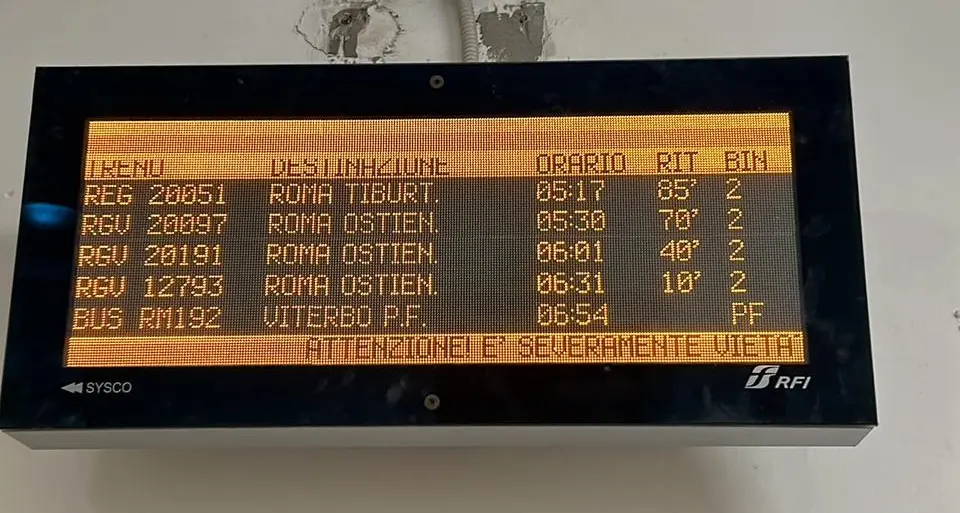 TRENO DESTINAZIONE ORARIO RIT BIN
REG 20051 ROMA TIBURT. 05:17 85' 2
RGV 20097 ROMA OSTIEN. 05:30 70' 2
RGV 20191 ROMA OSTIEN. 06:01 40' 2
RGV 12793 ROMA OSTIEN. 06:31 10' 2
BUS RM192 VITERBO P.F. 06:54 PF
ATTENZIONE! E' SEVERAMENTE VIETA
SYSCO
RFI